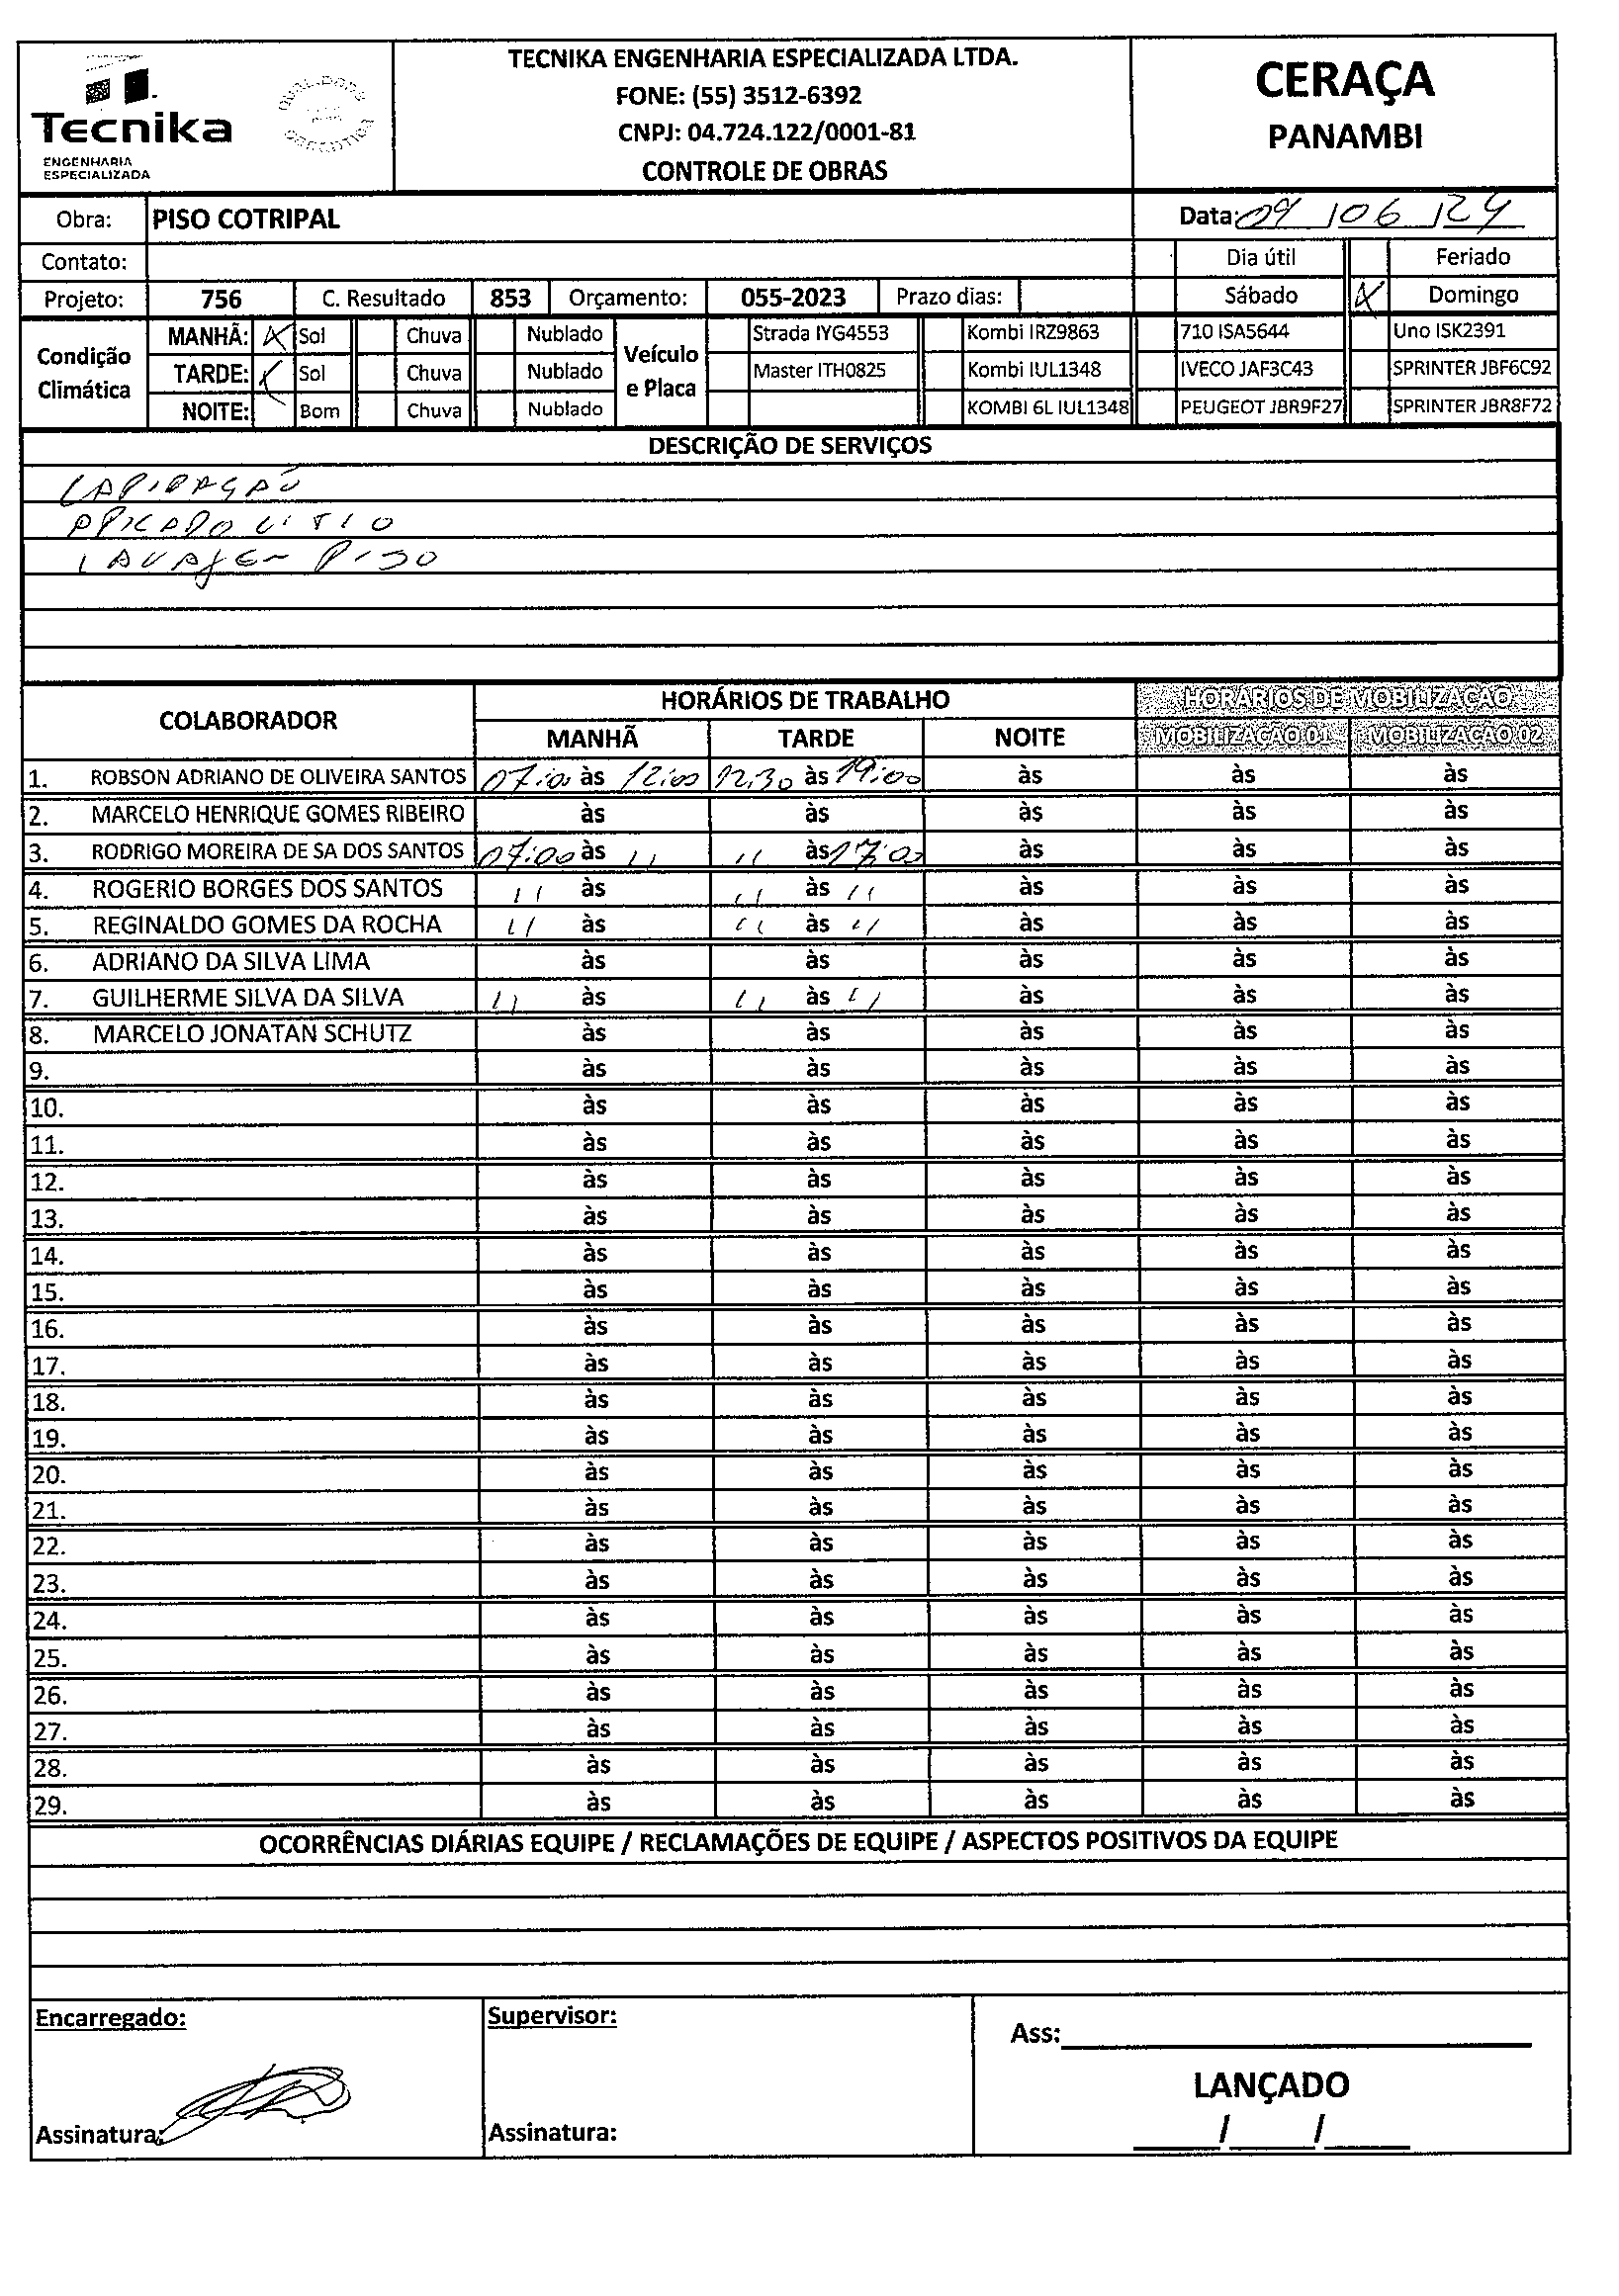 Tecnika
ENGENHARIA
ESPECIALIZADA
TECNIKA ENGENHARIA ESPECIALIZADA LTDA.
FONE: (55) 3512-6392
CNPJ: 04.724.122/0001-81
CONTROLE DE OBRAS
CERAÇA
PANAMBI
Obra: PISO COTRIPAL Data: 09/06/24
Contato: Dia útil Feriado
Projeto: 756 C. Resultado 853 Orçamento: 055-2023 Prazo dias: Sábado X Domingo
Condição Climática Veículo e Placa
MANHÃ: X Sol Chuva Nublado Strada IYG4553 Kombi IRZ9863 710 ISA5644 Uno ISK2391
TARDE: X Sol Chuva Nublado Master ITH0825 Kombi IUL1348 IVECO JAF3C43 SPRINTER JBF6C92
NOITE: Bom Chuva Nublado KOMBI 6L IUL1348 PEUGEOT JBR9F27 SPRINTER JBR8F72
DESCRIÇÃO DE SERVIÇOS
LAPIDAÇÃO
APLICADO LITIO
LAVAJEM PISO
COLABORADOR HORÁRIOS DE TRABALHO HORÁRIOS DE MOBILIZAÇÃO
MANHÃ TARDE NOITE MOBILIZAÇÃO 01 MOBILIZAÇÃO 02
1. ROBSON ADRIANO DE OLIVEIRA SANTOS 07:00 às 12:00 12:30 às 19:00 às às às
2. MARCELO HENRIQUE GOMES RIBEIRO às às às às às
3. RODRIGO MOREIRA DE SA DOS SANTOS 07:00 às 11 11 às 17:00 às às às
4. ROGERIO BORGES DOS SANTOS 11 às 11 às 11 às às às
5. REGINALDO GOMES DA ROCHA 11 às 11 às 11 às às às
6. ADRIANO DA SILVA LIMA às às às às às
7. GUILHERME SILVA DA SILVA 11 às 11 às 11 às às às
8. MARCELO JONATAN SCHUTZ às às às às às
9. às às às às às
10. às às às às às
11. às às às às às
12. às às às às às
13. às às às às às
14. às às às às às
15. às às às às às
16. às às às às às
17. às às às às às
18. às às às às às
19. às às às às às
20. às às às às às
21. às às às às às
22. às às às às às
23. às às às às às
24. às às às às às
25. às às às às às
26. às às às às às
27. às às às às às
28. às às às às às
29. às às às às às
OCORRÊNCIAS DIÁRIAS EQUIPE / RECLAMAÇÕES DE EQUIPE / ASPECTOS POSITIVOS DA EQUIPE
Encarregado: Supervisor: Ass:
LANÇADO
Assinatura: Assinatura: / /